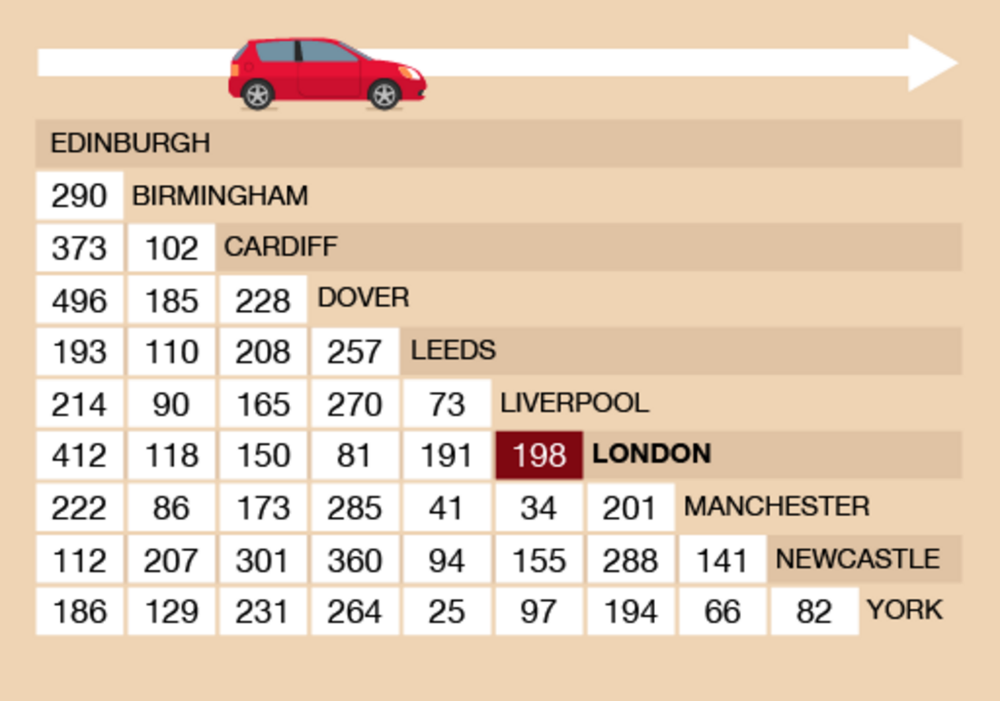 EDINBURGH
290 BIRMINGHAM
373 102 CARDIFF
496 185 228 DOVER
193 110 208 257 LEEDS
214 90 165 270 73 LIVERPOOL
412 118 150 81 191 198 LONDON
222 86 173 285 41 34 201 MANCHESTER
112 207 301 360 94 155 288 141 NEWCASTLE
186 129 231 264 25 97 194 66 82 YORK